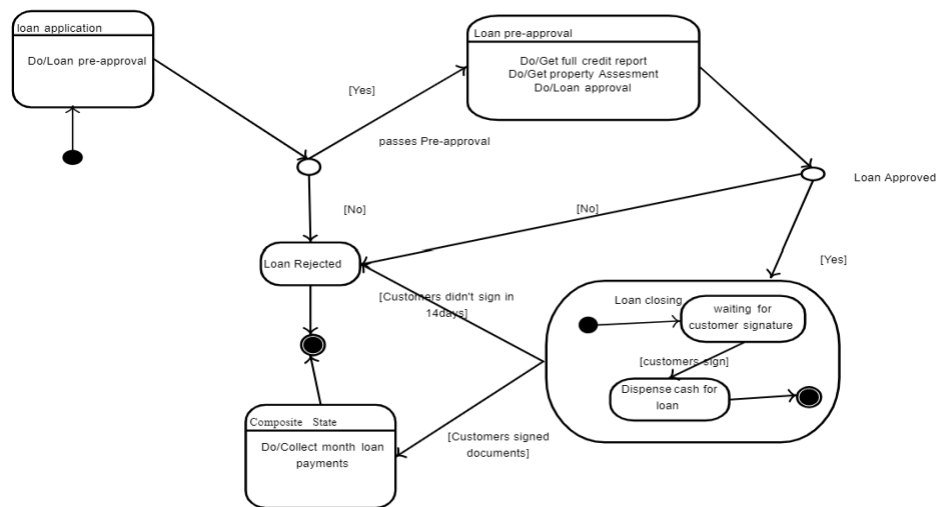 loan application
Do/Loan pre-approval
Loan pre-approval
Do/Get full credit report
Do/Get property Assesment
Do/Loan approval
[Yes]
passes Pre-approval
Loan Approved
[No]
[No]
[Yes]
Loan Rejected
[Customers didn't sign in
14days]
Loan closing
waiting for
customer signature
[customers sign]
Dispense cash for
loan
Composite State
Do/Collect month loan
payments
[Customers signed
documents]